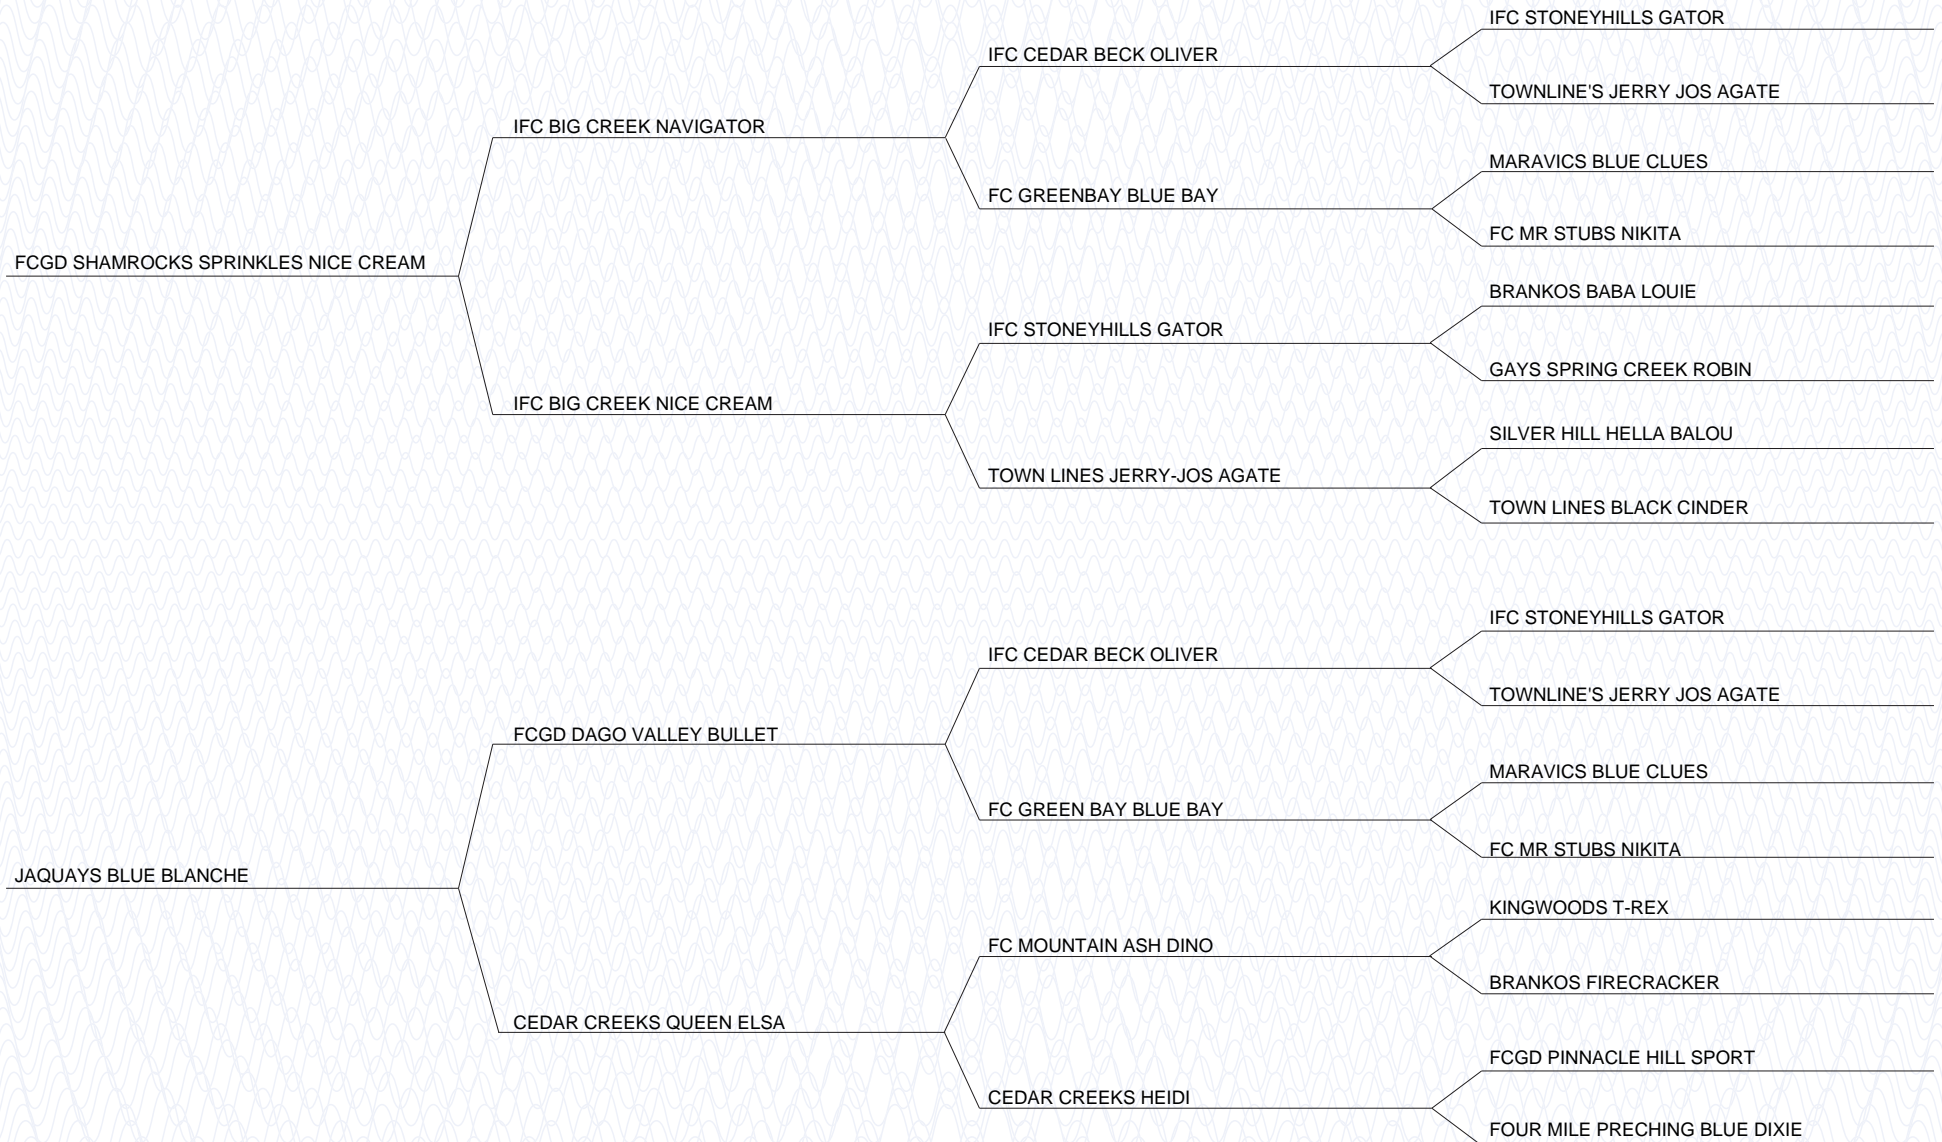 IFC STONEYHILLS GATOR
IFC CEDAR BECK OLIVER
TOWNLINE'S JERRY JOS AGATE
IFC BIG CREEK NAVIGATOR
MARAVICS BLUE CLUES
FC GREENBAY BLUE BAY
FC MR STUBS NIKITA
FCGD SHAMROCKS SPRINKLES NICE CREAM
BRANKOS BABA LOUIE
IFC STONEYHILLS GATOR
GAYS SPRING CREEK ROBIN
IFC BIG CREEK NICE CREAM
SILVER HILL HELLA BALOU
TOWN LINES JERRY-JOS AGATE
TOWN LINES BLACK CINDER
IFC STONEYHILLS GATOR
IFC CEDAR BECK OLIVER
TOWNLINE'S JERRY JOS AGATE
FCGD DAGO VALLEY BULLET
MARAVICS BLUE CLUES
FC GREEN BAY BLUE BAY
FC MR STUBS NIKITA
JAQUAYS BLUE BLANCHE
KINGWOODS T-REX
FC MOUNTAIN ASH DINO
BRANKOS FIRECRACKER
CEDAR CREEKS QUEEN ELSA
FCGD PINNACLE HILL SPORT
CEDAR CREEKS HEIDI
FOUR MILE PRECHING BLUE DIXIE